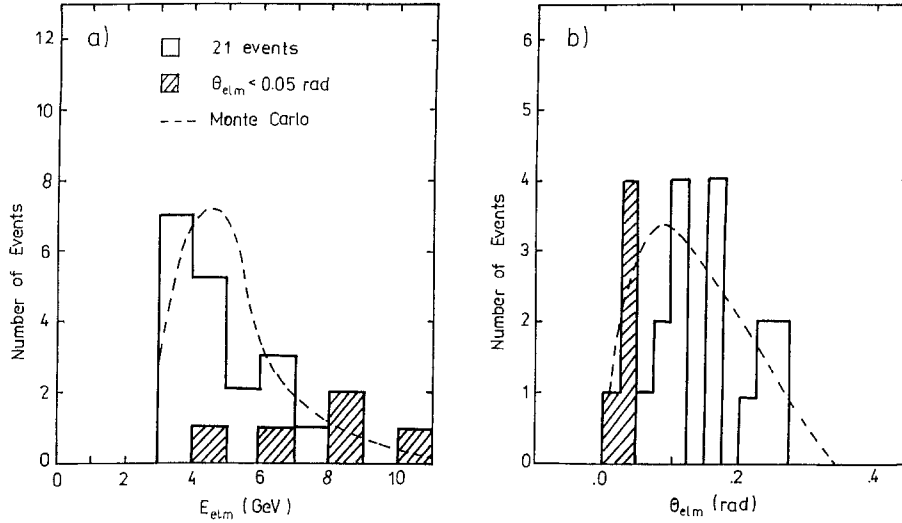 a)
21 events
θelm < 0.05 rad
Monte Carlo
Number of Events
12
10
8
6
4
2
0
0 2 4 6 8 10
Eelm (GeV)
b)
Number of Events
6
5
4
3
2
1
0
.0 .2 .4
θelm (rad)